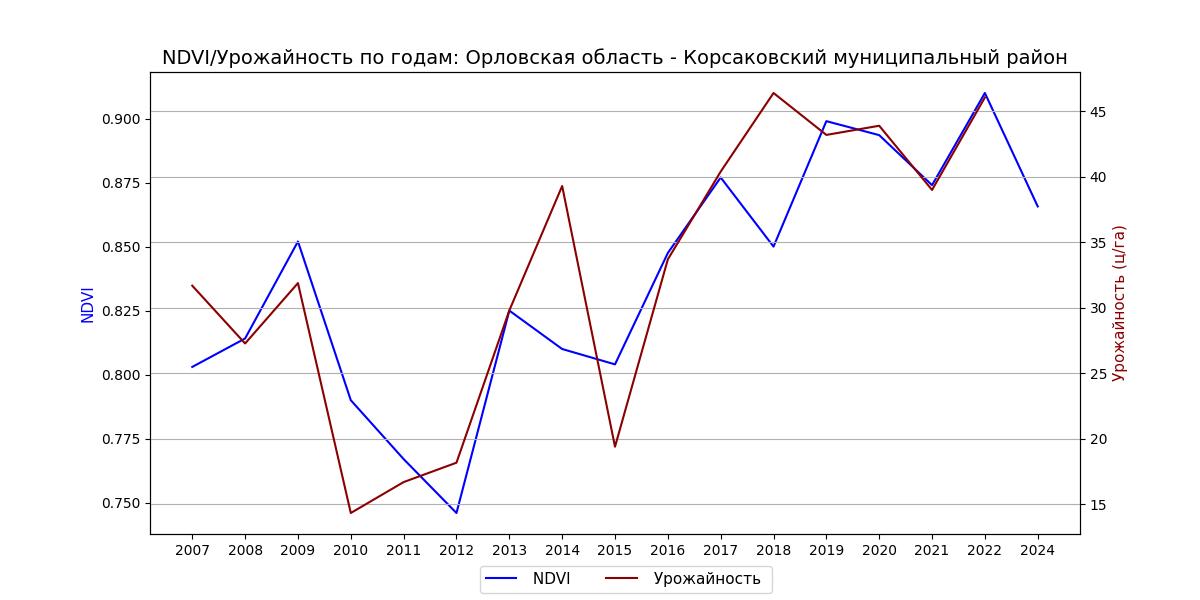 NDVI/Урожайность по годам: Орловская область - Корсаковский муниципальный район
NDVI
0.900
0.875
0.850
0.825
0.800
0.775
0.750
45
40
35
30
25
20
15
Урожайность (ц/га)
2007 2008 2009 2010 2011 2012 2013 2014 2015 2016 2017 2018 2019 2020 2021 2022 2024
NDVI Урожайность